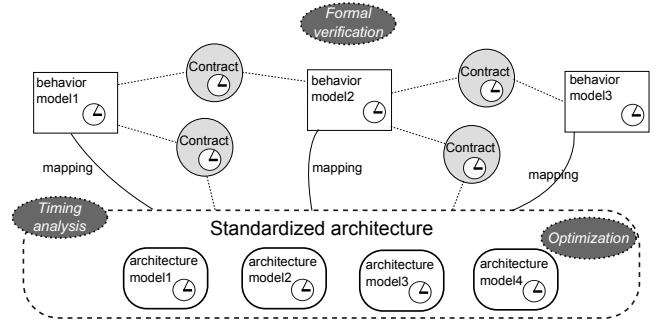 Formal
verification
behavior
model1
Contract
behavior
model2
Contract
behavior
model3
Contract
Contract
mapping
mapping
mapping
Timing
analysis
Standardized architecture
Optimization
architecture
model1
architecture
model2
architecture
model3
architecture
model4